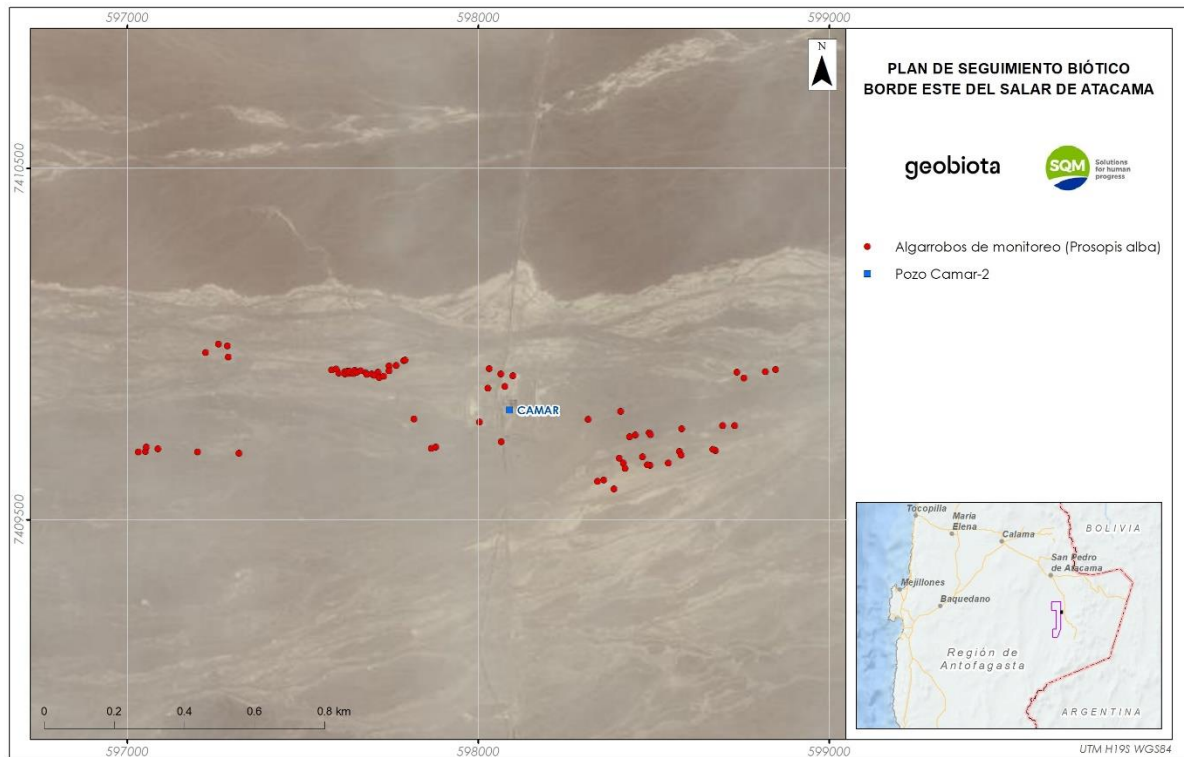 597000
598000
599000
7410500
7409500
N
CAMAR
0
0.2
0.4
0.6
0.8 km
597000
598000
599000
PLAN DE SEGUIMIENTO BIÓTICO
BORDE ESTE DEL SALAR DE ATACAMA
geobiota
SQM
Solutions
for human
progress
Algarrobos de monitoreo (Prosopis alba)
Pozo Camar-2
Tocopilla
María
Elena
Calama
BOLIVIA
San Pedro
de Atacama
Mejillones
Baquedano
Región de
Antofagasta
ARGENTINA
UTM H19S WGS84